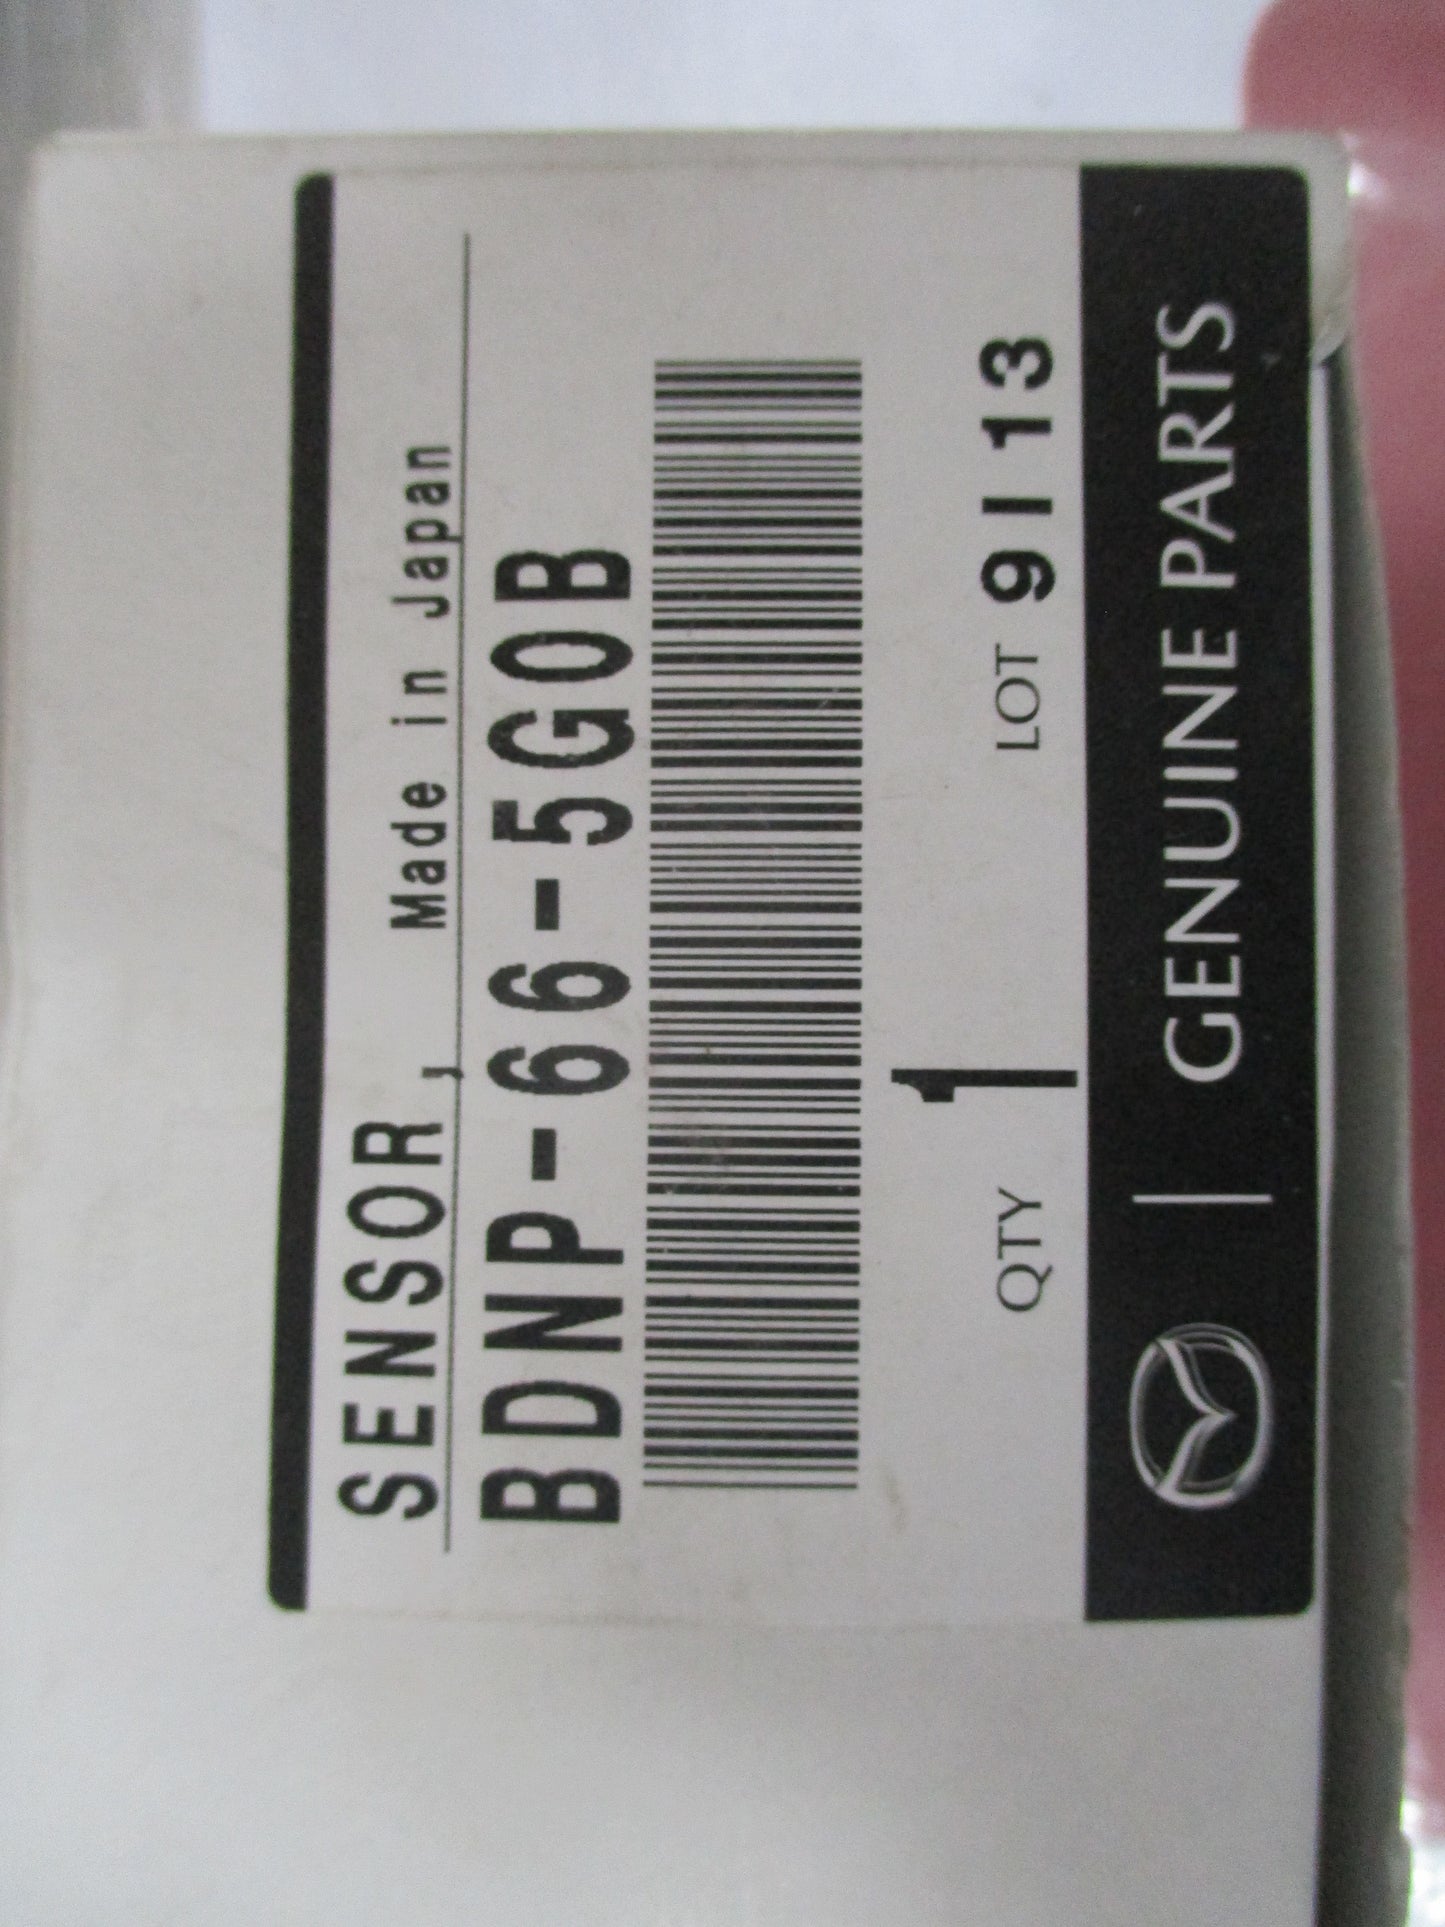 SENSOR, Made in Japan
BDNP-66-5G0B
QTY 1 LOT 9I13
GENUINE PARTS